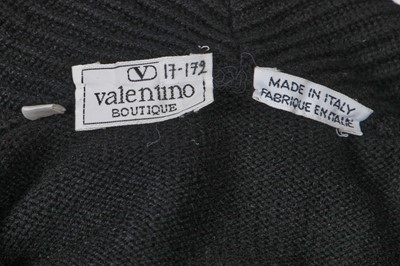 V 17-172
valentino
BOUTIQUE
MADE IN ITALY
FABRIQUE EN ITALIE